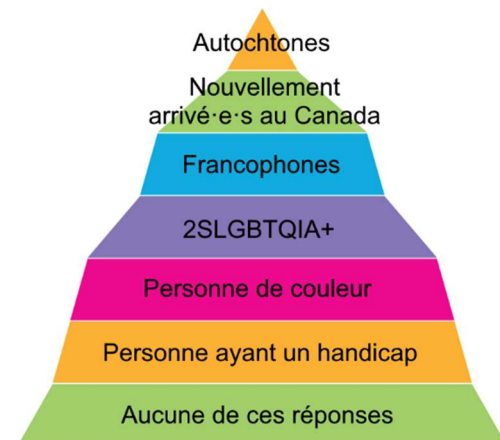 Autochtones
Nouvellement
arrivé·e·s au Canada
Francophones
2SLGBTQIA+
Personne de couleur
Personne ayant un handicap
Aucune de ces réponses